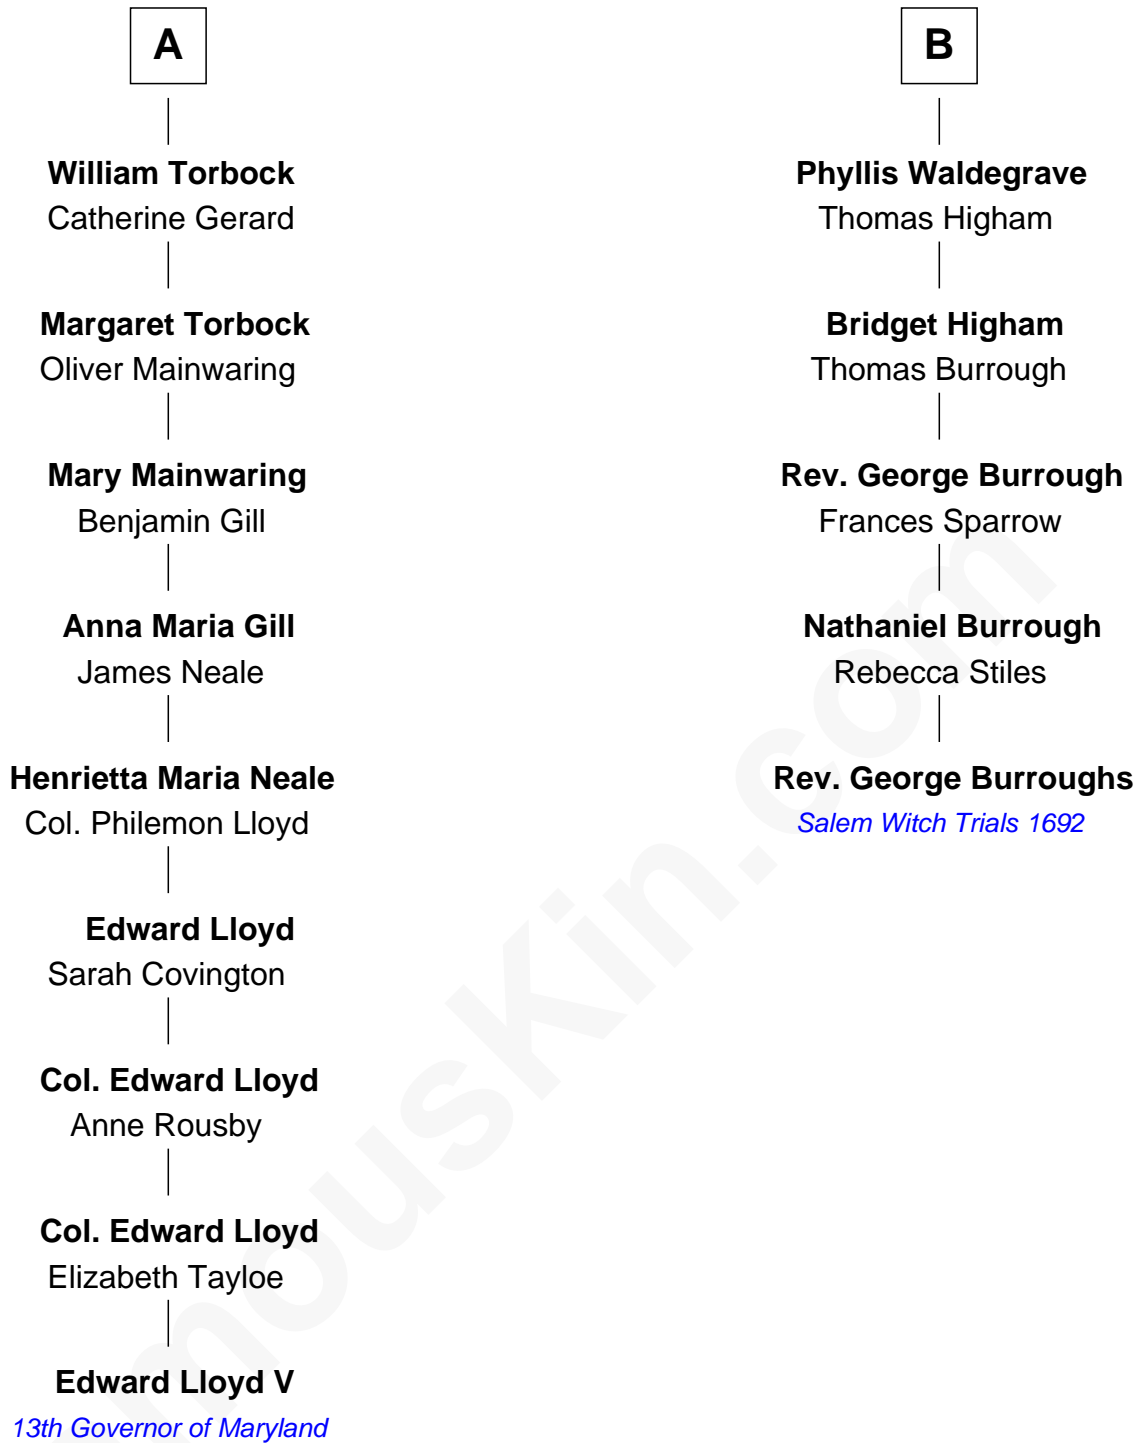 A
William Torbock
Catherine Gerard
Margaret Torbock
Oliver Mainwaring
Mary Mainwaring
Benjamin Gill
Anna Maria Gill
James Neale
Henrietta Maria Neale
Col. Philemon Lloyd
Edward Lloyd
Sarah Covington
Col. Edward Lloyd
Anne Rousby
Col. Edward Lloyd
Elizabeth Tayloe
Edward Lloyd V
13th Governor of Maryland
B
Phyllis Waldegrave
Thomas Higham
Bridget Higham
Thomas Burrough
Rev. George Burrough
Frances Sparrow
Nathaniel Burrough
Rebecca Stiles
Rev. George Burroughs
Salem Witch Trials 1692
mouskin.com